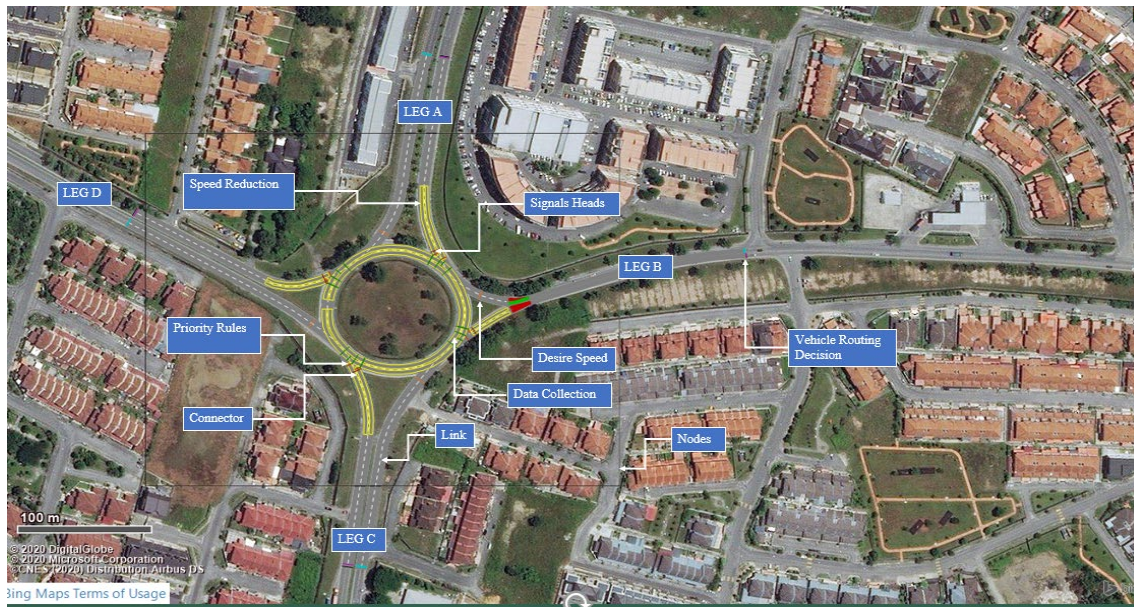 LEG A
LEG D
Speed Reduction
Signals Heads
LEG B
Priority Rules
Vehicle Routing
Decision
Desire Speed
Data Collection
Connector
Link
Nodes
100 m
LEG C
© 2020 DigitalGlobe
© 2020 Microsoft Corporation
© CNES (2020) Distribution Airbus DS
Bing Maps Terms of Usage